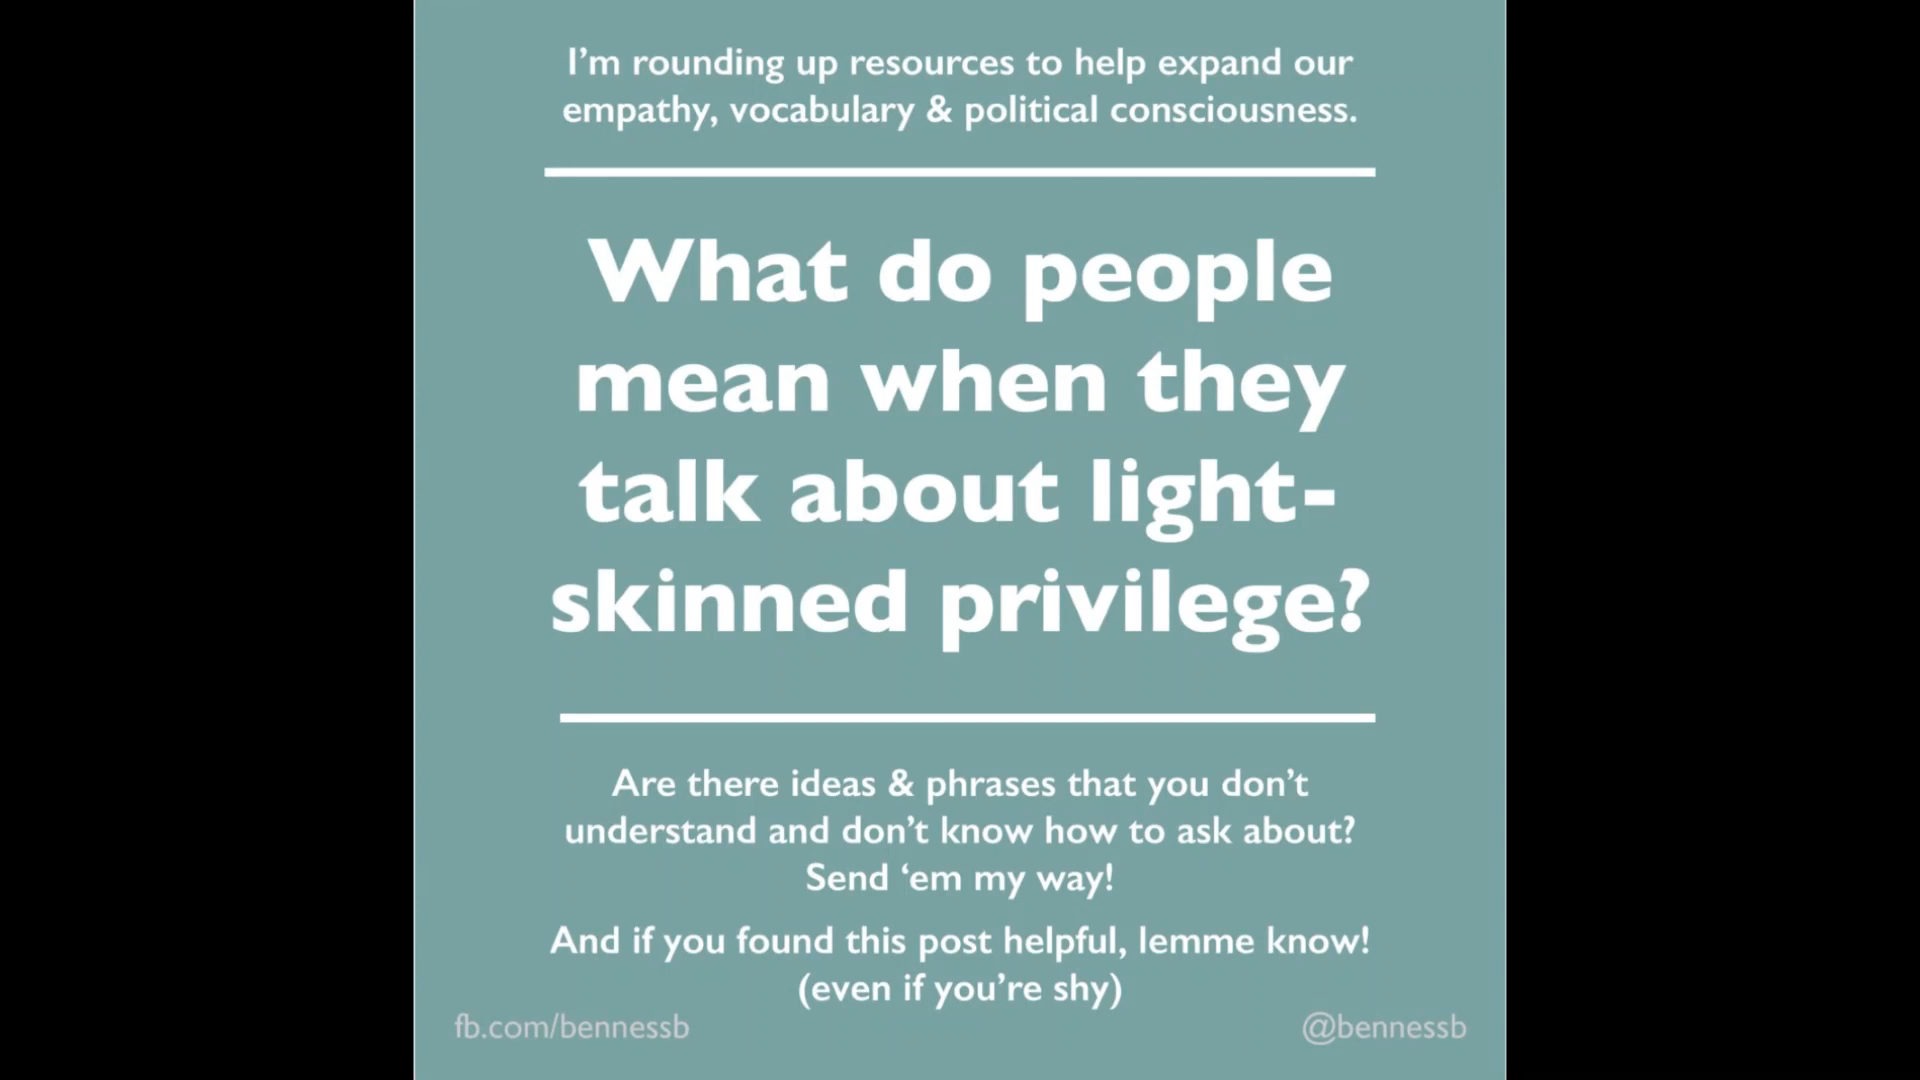 I’m rounding up resources to help expand our
empathy, vocabulary & political consciousness.
What do people
mean when they
talk about light-
skinned privilege?
Are there ideas & phrases that you don’t
understand and don’t know how to ask about?
Send ‘em my way!
And if you found this post helpful, lemme know!
(even if you’re shy)
fb.com/bennessb
@bennessb